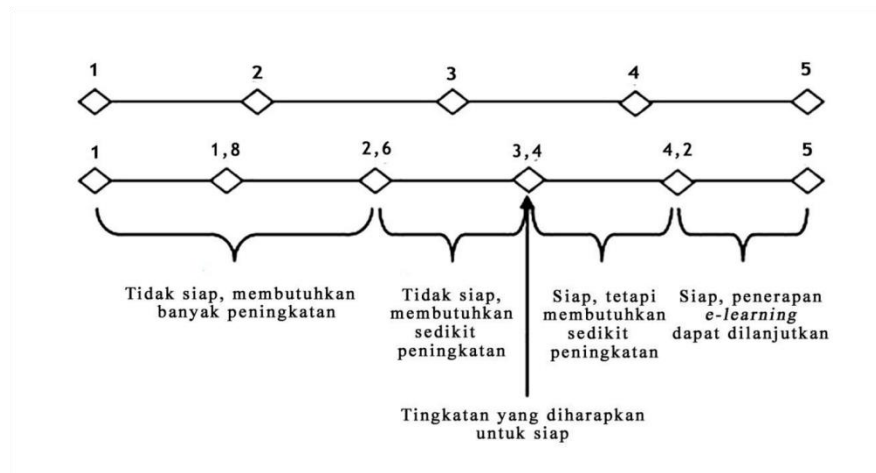 1 2 3 4 5
1 1,8 2,6 3,4 4,2 5
Tidak siap, membutuhkan
banyak peningkatan
Tidak siap,
membutuhkan
sedikit
peningkatan
Siap, tetapi
membutuhkan
sedikit
peningkatan
Siap, penerapan
e-learning
dapat dilanjutkan
Tingkatan yang diharapkan
untuk siap